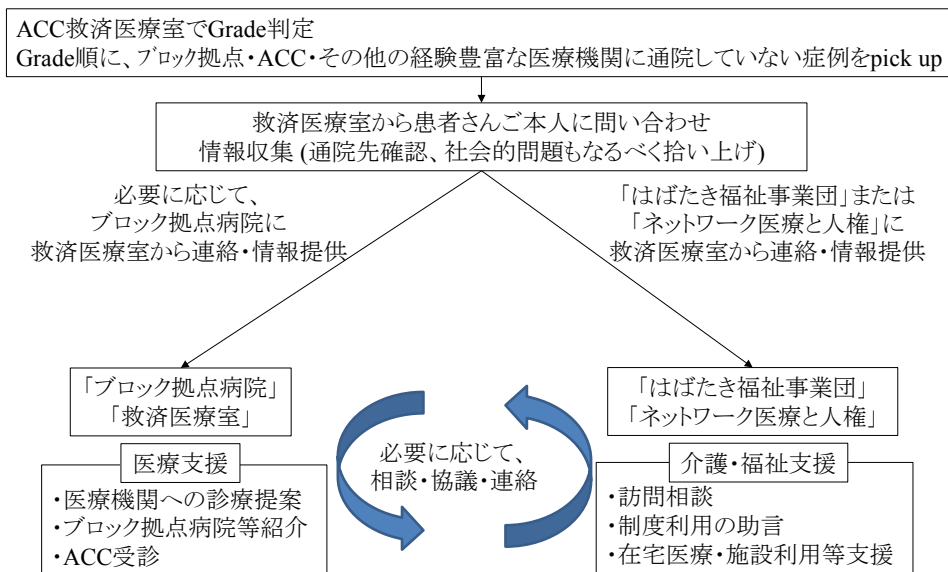 ACC救済医療室でGrade判定
Grade順に、ブロック拠点・ACC・その他の経験豊富な医療機関に通院していない症例をpick up
救済医療室から患者さんご本人に問い合わせ
情報収集 (通院先確認、社会的問題もなるべく拾い上げ)
必要に応じて、
ブロック拠点病院に
救済医療室から連絡・情報提供
「はばたき福祉事業団」または
「ネットワーク医療と人権」に
救済医療室から連絡・情報提供
「ブロック拠点病院」
「救済医療室」
「はばたき福祉事業団」
「ネットワーク医療と人権」
必要に応じて、
相談・協議・連絡
医療支援
・医療機関への診療提案
・ブロック拠点病院等紹介
・ACC受診
介護・福祉支援
・訪問相談
・制度利用の助言
・在宅医療・施設利用等支援